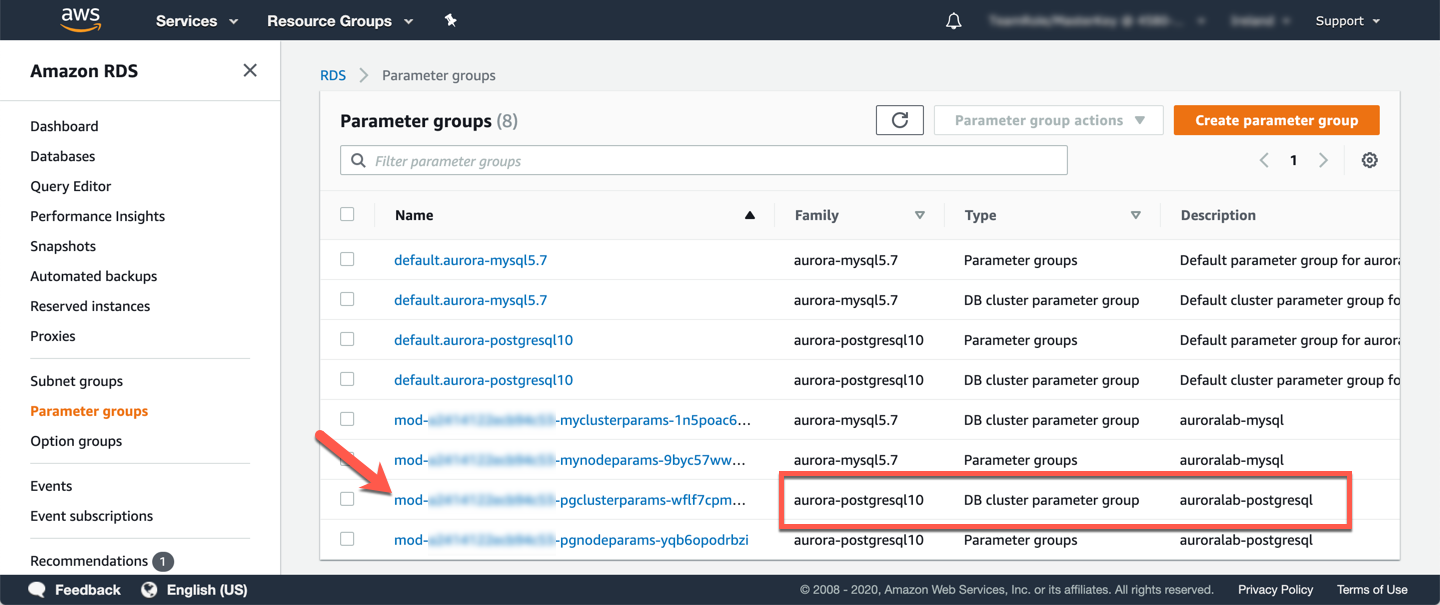 aws Services Resource Groups Support
Amazon RDS
Dashboard
Databases
Query Editor
Performance Insights
Snapshots
Automated backups
Reserved instances
Proxies
Subnet groups
Parameter groups
Option groups
Events
Event subscriptions
Recommendations 1
RDS Parameter groups
Parameter groups (8)
Parameter group actions Create parameter group
Filter parameter groups
1
Name Family Type Description
default.aurora-mysql5.7 aurora-mysql5.7 Parameter groups Default parameter group for aurora
default.aurora-mysql5.7 aurora-mysql5.7 DB cluster parameter group Default cluster parameter group fo
default.aurora-postgresql10 aurora-postgresql10 Parameter groups Default parameter group for aurora
default.aurora-postgresql10 aurora-postgresql10 DB cluster parameter group Default cluster parameter group fo
mod- -myclusterparams-1n5poac6... aurora-mysql5.7 DB cluster parameter group auroralab-mysql
mod- -mynodeparams-9byc57ww... aurora-mysql5.7 Parameter groups auroralab-mysql
mod- -pgclusterparams-wflf7cpm... aurora-postgresql10 DB cluster parameter group auroralab-postgresql
mod- -pgnodeparams-yqb6opodrbzi aurora-postgresql10 Parameter groups auroralab-postgresql
Feedback English (US) © 2008 - 2020, Amazon Web Services, Inc. or its affiliates. All rights reserved. Privacy Policy Terms of Use